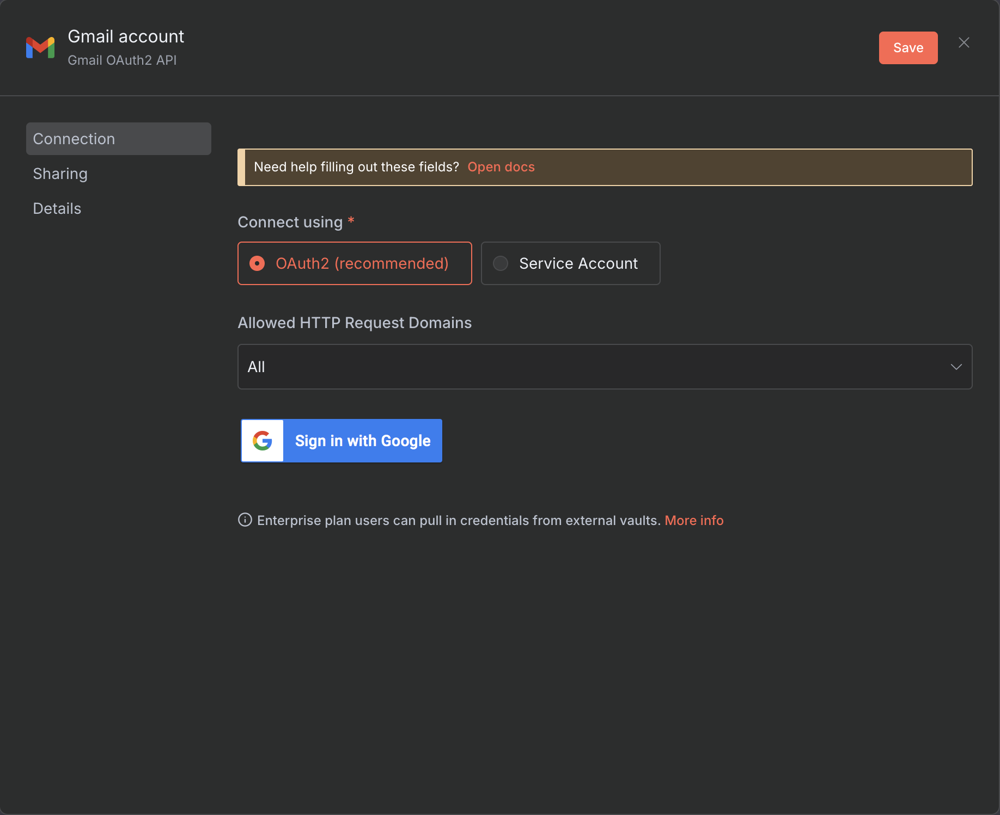 Gmail account
Gmail OAuth2 API
Save
Connection
Sharing
Details
Need help filling out these fields? Open docs
Connect using *
OAuth2 (recommended)
Service Account
Allowed HTTP Request Domains
All
Sign in with Google
Enterprise plan users can pull in credentials from external vaults. More info